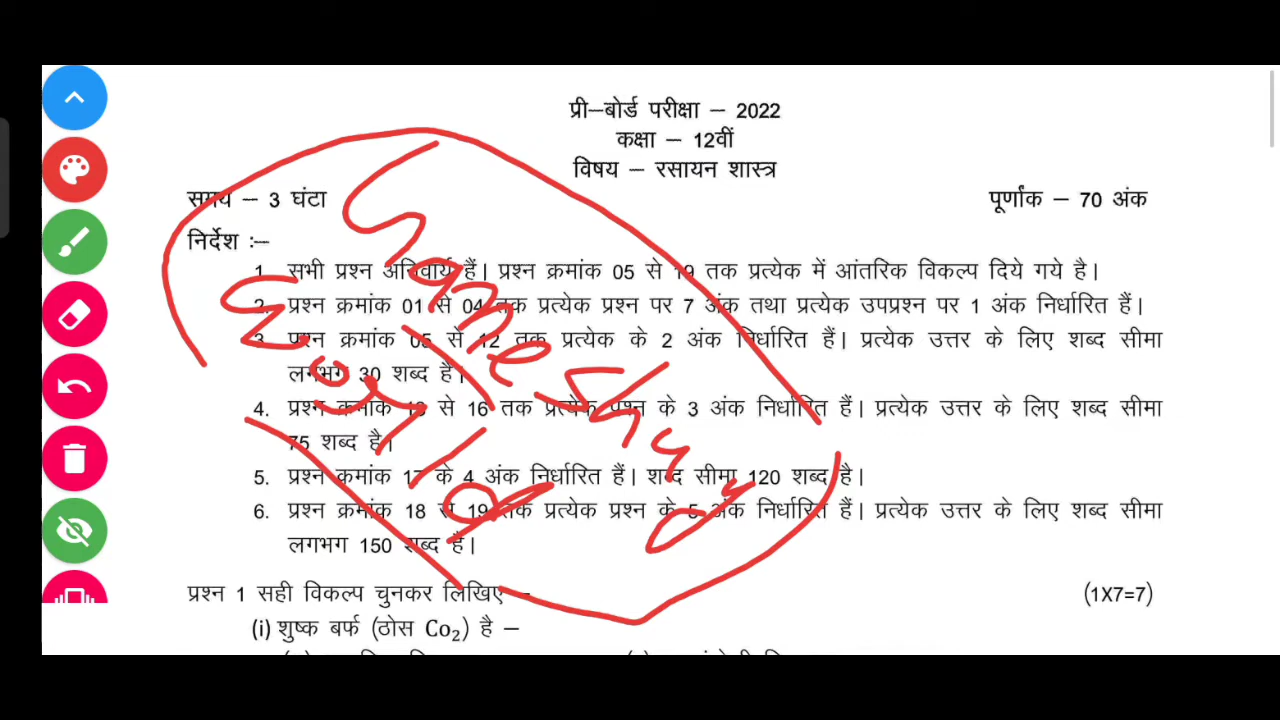 प्री–बोर्ड परीक्षा – 2022
कक्षा – 12वीं
विषय – रसायन शास्त्र
समय – 3 घंटा पूर्णांक – 70 अंक
निर्देश :–
1. सभी प्रश्न अनिवार्य हैं। प्रश्न क्रमांक 05 से 19 तक प्रत्येक में आंतरिक विकल्प दिये गये है।
2. प्रश्न क्रमांक 01 से 04 तक प्रत्येक प्रश्न पर 7 अंक तथा प्रत्येक उपप्रश्न पर 1 अंक निर्धारित हैं।
3. प्रश्न क्रमांक 05 से 12 तक प्रत्येक के 2 अंक निर्धारित हैं। प्रत्येक उत्तर के लिए शब्द सीमा
लगभग 30 शब्द हैं।
4. प्रश्न क्रमांक 13 से 16 तक प्रत्येक प्रश्न के 3 अंक निर्धारित हैं। प्रत्येक उत्तर के लिए शब्द सीमा
75 शब्द है।
5. प्रश्न क्रमांक 17 के 4 अंक निर्धारित हैं। शब्द सीमा 120 शब्द है।
6. प्रश्न क्रमांक 18 से 19 तक प्रत्येक प्रश्न के 5 अंक निर्धारित हैं। प्रत्येक उत्तर के लिए शब्द सीमा
लगभग 150 शब्द हैं।
प्रश्न 1 सही विकल्प चुनकर लिखिए – (1X7=7)
(i) शुष्क बर्फ (ठोस Co₂) है –
world